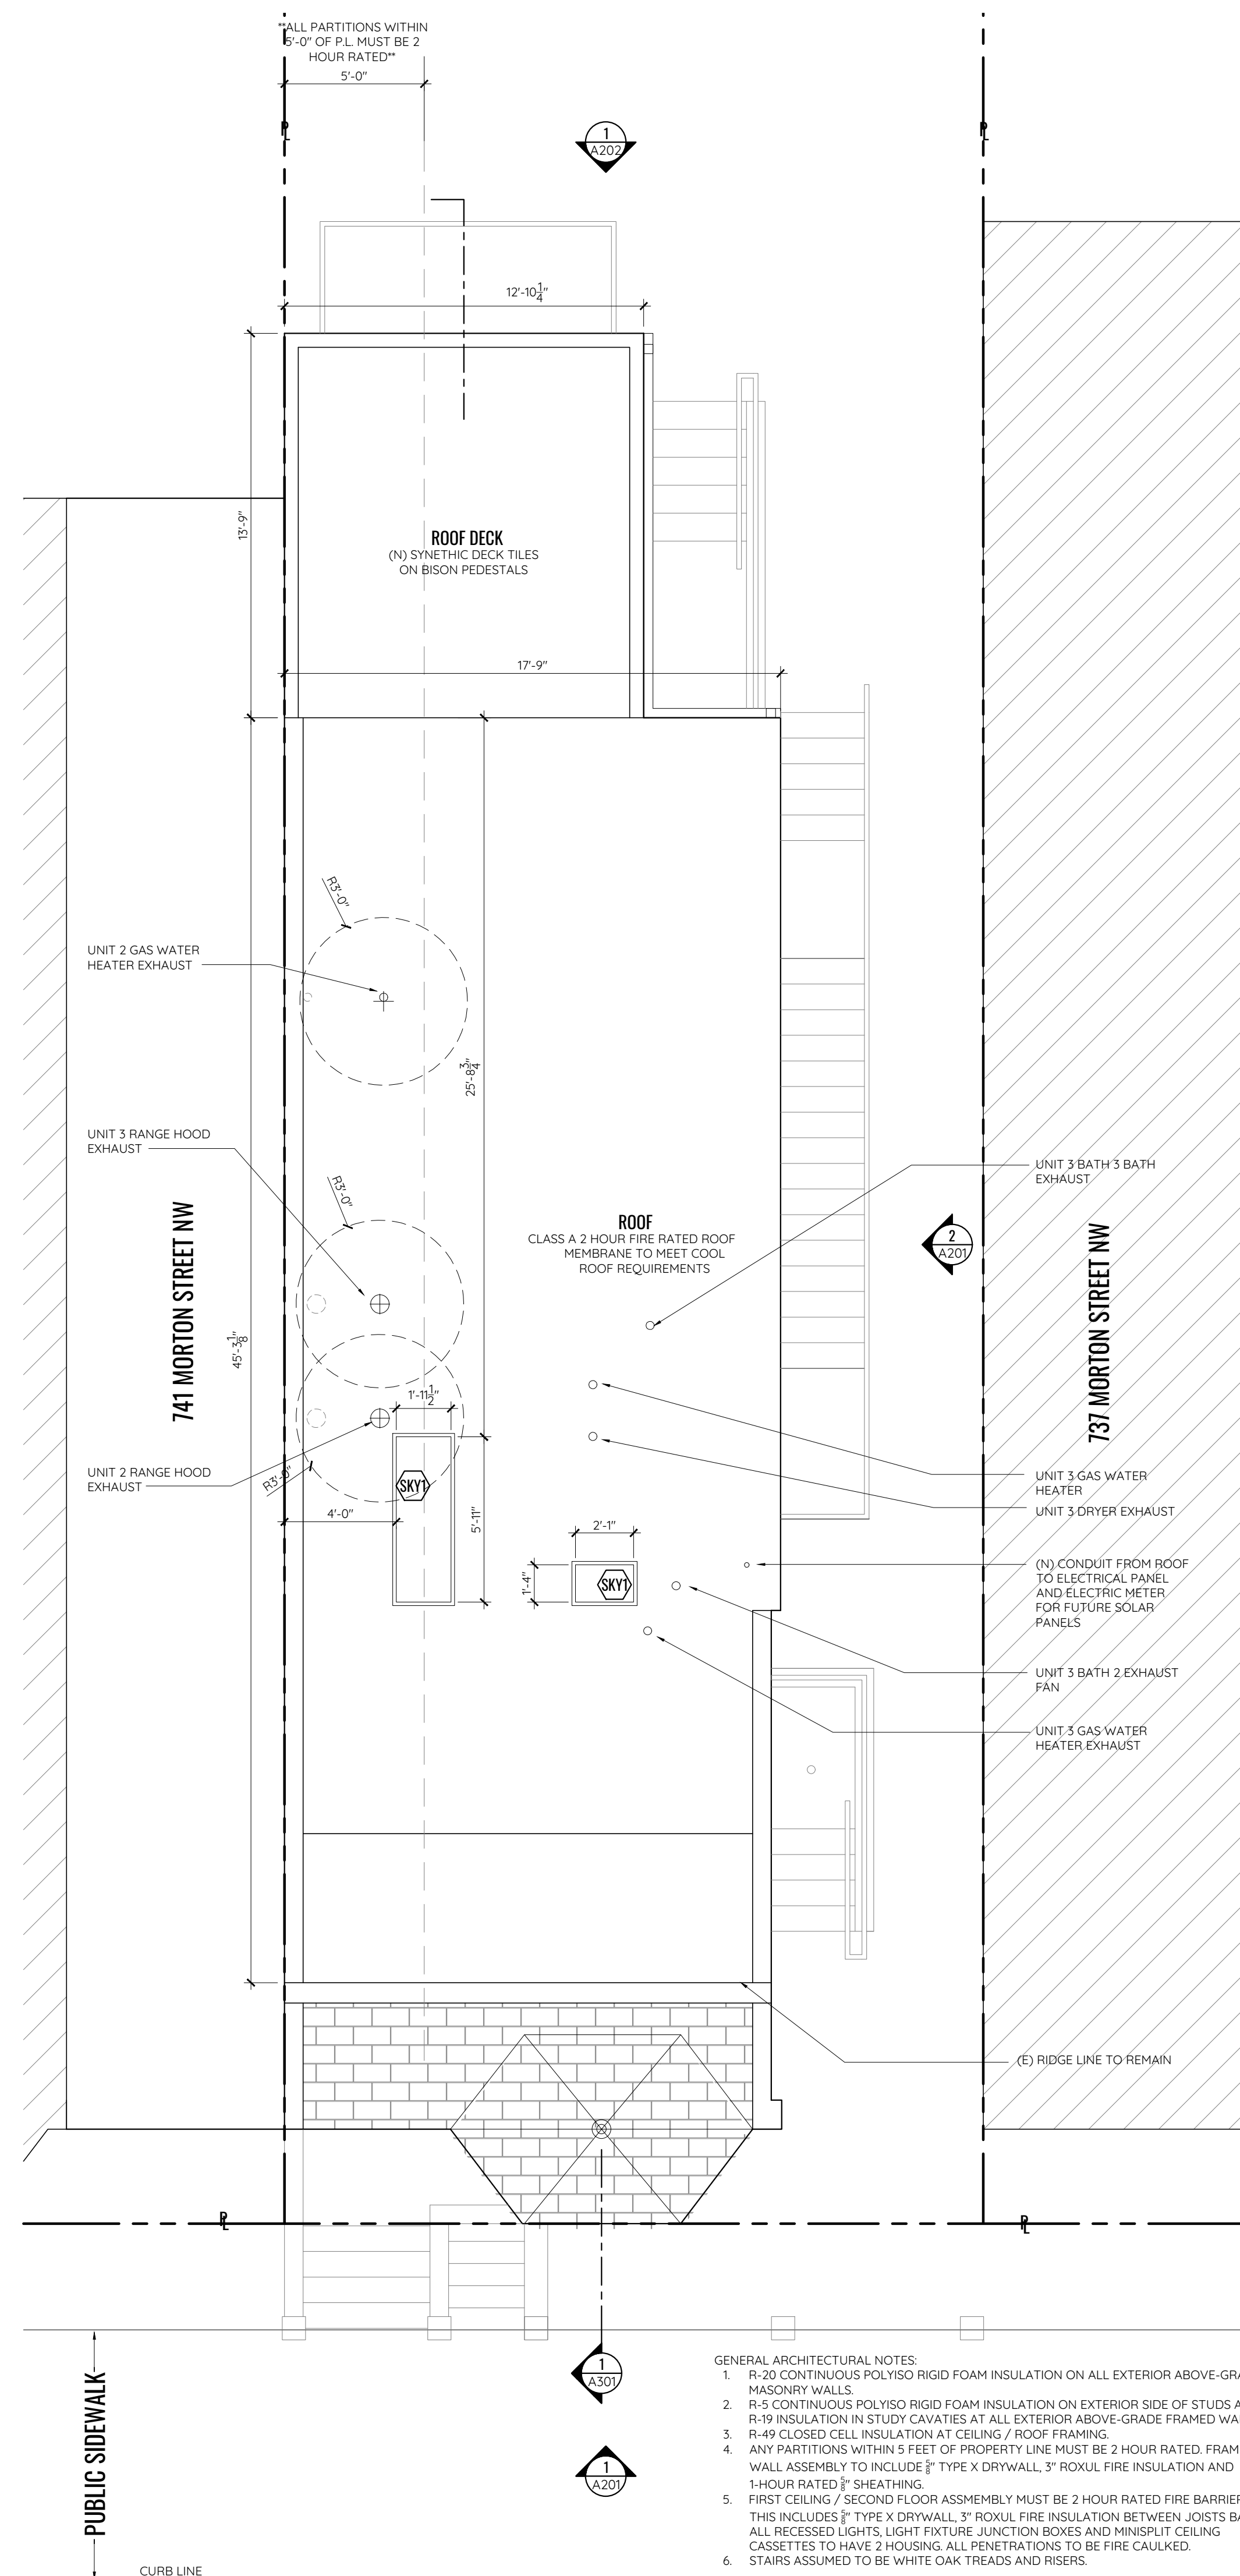 **ALL PARTITIONS WITHIN
5'-0" OF P.L. MUST BE 2
HOUR RATED**
5'-0"
PL
1
A202
PL
12'-10 1/4"
13'-9"
ROOF DECK
(N) SYNETHIC DECK TILES
ON BISON PEDESTALS
17'-9"
R3'-0"
UNIT 2 GAS WATER
HEATER EXHAUST
25'-8 3/4"
UNIT 3 RANGE HOOD
EXHAUST
R3'-0"
UNIT 3 BATH 3 BATH
EXHAUST
741 MORTON STREET NW
ROOF
CLASS A 2 HOUR FIRE RATED ROOF
MEMBRANE TO MEET COOL
ROOF REQUIREMENTS
2
A201
737 MORTON STREET NW
45'-3 1/8"
1'-11 1/2"
UNIT 2 RANGE HOOD
EXHAUST
R3'-0"
SKY1
UNIT 3 GAS WATER
HEATER
UNIT 3 DRYER EXHAUST
4'-0"
5'-11"
2'-1"
1'-4"
SKY1
(N) CONDUIT FROM ROOF
TO ELECTRICAL PANEL
AND ELECTRIC METER
FOR FUTURE SOLAR
PANELS
UNIT 3 BATH 2 EXHAUST
FAN
UNIT 3 GAS WATER
HEATER EXHAUST
(E) RIDGE LINE TO REMAIN
PL
PL
1
A301
1
A201
PUBLIC SIDEWALK
CURB LINE
GENERAL ARCHITECTURAL NOTES:
1. R-20 CONTINUOUS POLYISO RIGID FOAM INSULATION ON ALL EXTERIOR ABOVE-GRA
MASONRY WALLS.
2. R-5 CONTINUOUS POLYISO RIGID FOAM INSULATION ON EXTERIOR SIDE OF STUDS A
R-19 INSULATION IN STUDY CAVATIES AT ALL EXTERIOR ABOVE-GRADE FRAMED WA
3. R-49 CLOSED CELL INSULATION AT CEILING / ROOF FRAMING.
4. ANY PARTITIONS WITHIN 5 FEET OF PROPERTY LINE MUST BE 2 HOUR RATED. FRAM
WALL ASSEMBLY TO INCLUDE 5/8" TYPE X DRYWALL, 3" ROXUL FIRE INSULATION AND
1-HOUR RATED 5/8" SHEATHING.
5. FIRST CEILING / SECOND FLOOR ASSMEMBLY MUST BE 2 HOUR RATED FIRE BARRIER
THIS INCLUDES 5/8" TYPE X DRYWALL, 3" ROXUL FIRE INSULATION BETWEEN JOISTS BA
ALL RECESSED LIGHTS, LIGHT FIXTURE JUNCTION BOXES AND MINISPLIT CEILING
CASSETTES TO HAVE 2 HOUSING. ALL PENETRATIONS TO BE FIRE CAULKED.
6. STAIRS ASSUMED TO BE WHITE OAK TREADS AND RISERS.